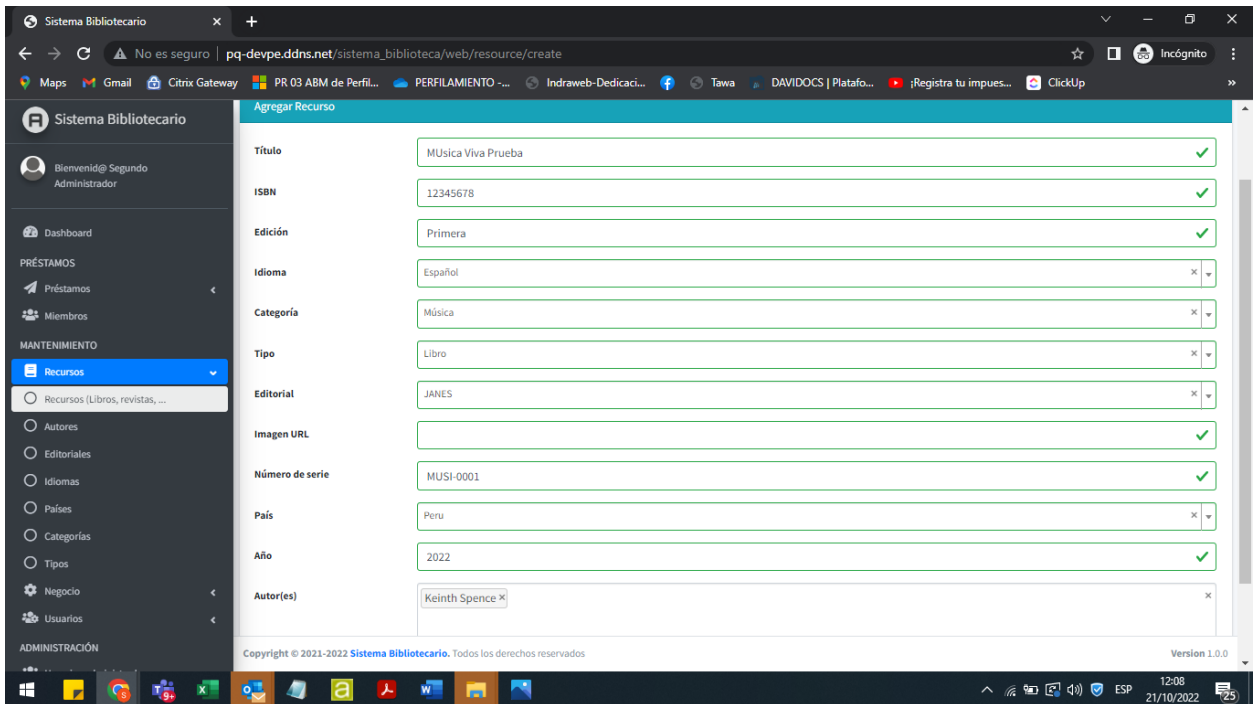 Sistema Bibliotecario
No es seguro | pq-devpe.ddns.net/sistema_biblioteca/web/resource/create
Incógnito
Maps Gmail Citrix Gateway PR 03 ABM de Perfil... PERFILAMIENTO -... Indraweb-Dedicaci... Tawa DAVIDOCS | Platafo... ¡Registra tu impues... ClickUp »
Sistema Bibliotecario
Bienvenid@ Segundo
Administrador
Dashboard
PRÉSTAMOS
Préstamos
Miembros
MANTENIMIENTO
Recursos
Recursos (Libros, revistas, ...
Autores
Editoriales
Idiomas
Países
Categorías
Tipos
Negocio
Usuarios
ADMINISTRACIÓN
Agregar Recurso
Título MUsica Viva Prueba
ISBN 12345678
Edición Primera
Idioma Español
Categoría Música
Tipo Libro
Editorial JANES
Imagen URL
Número de serie MUSI-0001
País Peru
Año 2022
Autor(es) Keinth Spence ×
Copyright © 2021-2022 Sistema Bibliotecario. Todos los derechos reservados Version 1.0.0
ESP 12:08
21/10/2022 25